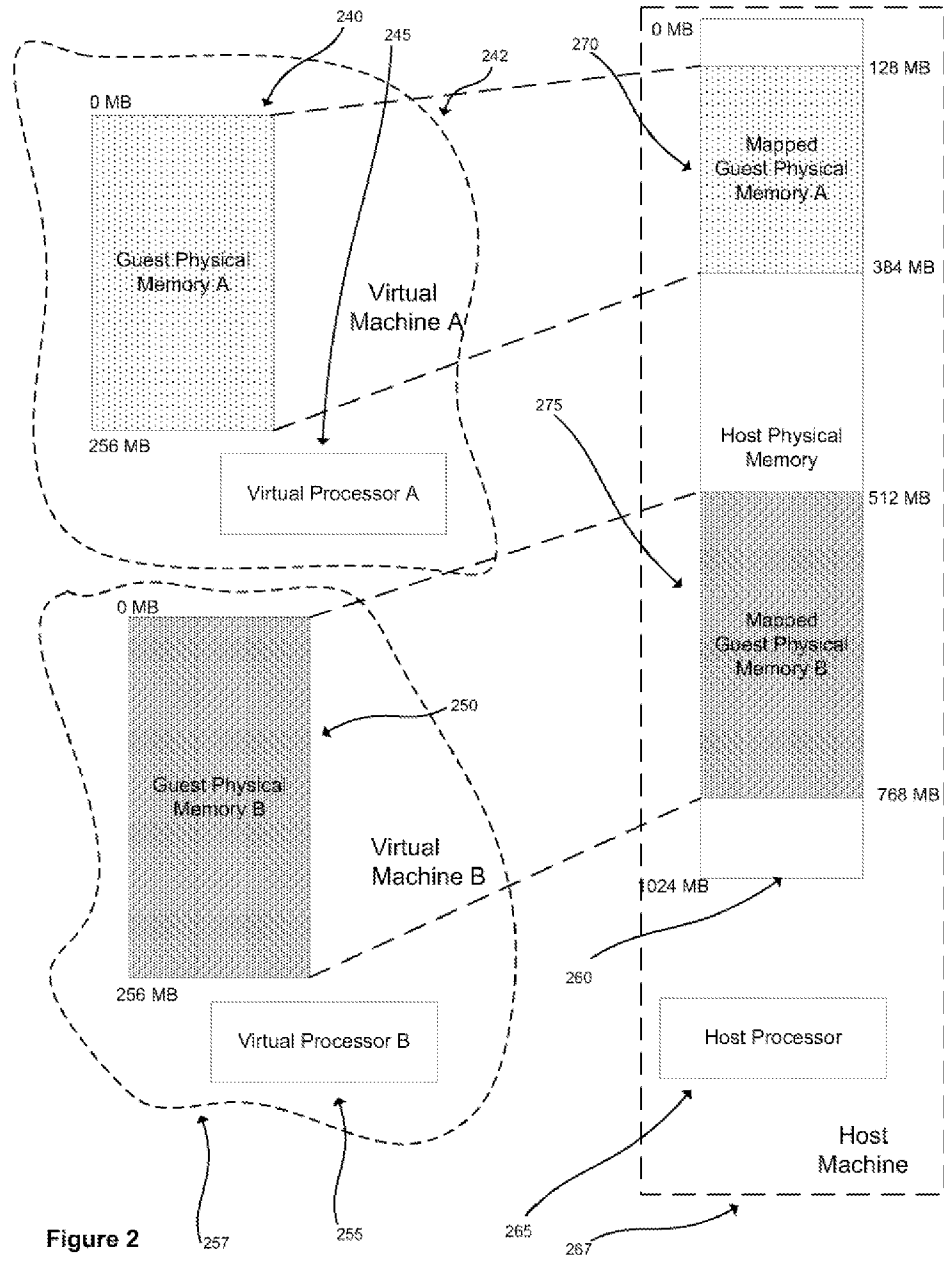 240
245
0 MB
242
270
128 MB
0 MB
Mapped
Guest Physical
Memory A
Guest Physical
Memory A
Virtual
Machine A
384 MB
275
Host Physical
Memory
256 MB
Virtual Processor A
512 MB
0 MB
Mapped
Guest Physical
Memory B
250
Guest Physical
Memory B
768 MB
Virtual
Machine B
1024 MB
260
256 MB
Virtual Processor B
Host Processor
Host
Machine
Figure 2
257
255
265
267